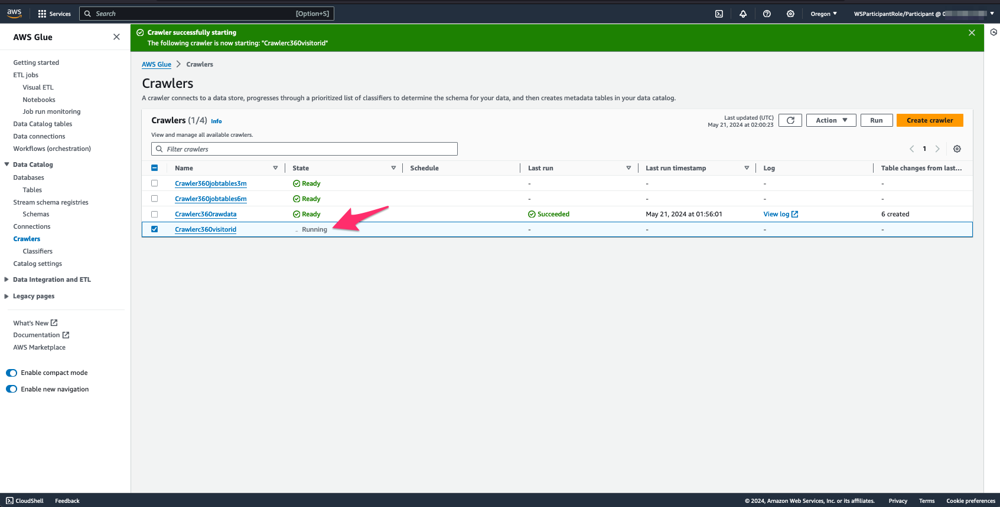 aws
Services
Search
[Option+S]
Oregon ▼
WSParticipantRole/Participant @ 0
AWS Glue
Getting started
ETL jobs
Visual ETL
Notebooks
Job run monitoring
Data Catalog tables
Data connections
Workflows (orchestration)
Data Catalog
Databases
Tables
Stream schema registries
Schemas
Connections
Crawlers
Classifiers
Catalog settings
Data Integration and ETL
Legacy pages
What's New
Documentation
AWS Marketplace
Enable compact mode
Enable new navigation
Crawler successfully starting
The following crawler is now starting: "Crawlerc360visitorid"
AWS Glue > Crawlers
Crawlers
A crawler connects to a data store, progresses through a prioritized list of classifiers to determine the schema for your data, and then creates metadata tables in your data catalog.
Crawlers (1/4) Info
View and manage all available crawlers.
Last updated (UTC)
May 21, 2024 at 02:00:23
Action ▼
Run
Create crawler
Filter crawlers
1
Name State Schedule Last run Last run timestamp Log Table changes from last...
Crawler360jobtables3m Ready - - - -
Crawler360jobtables6m Ready - - - -
Crawlerc360rawdata Ready Succeeded May 21, 2024 at 01:56:01 View log 6 created
Crawlerc360visitorid Running - - - -
CloudShell
Feedback
© 2024, Amazon Web Services, Inc. or its affiliates.
Privacy
Terms
Cookie preferences